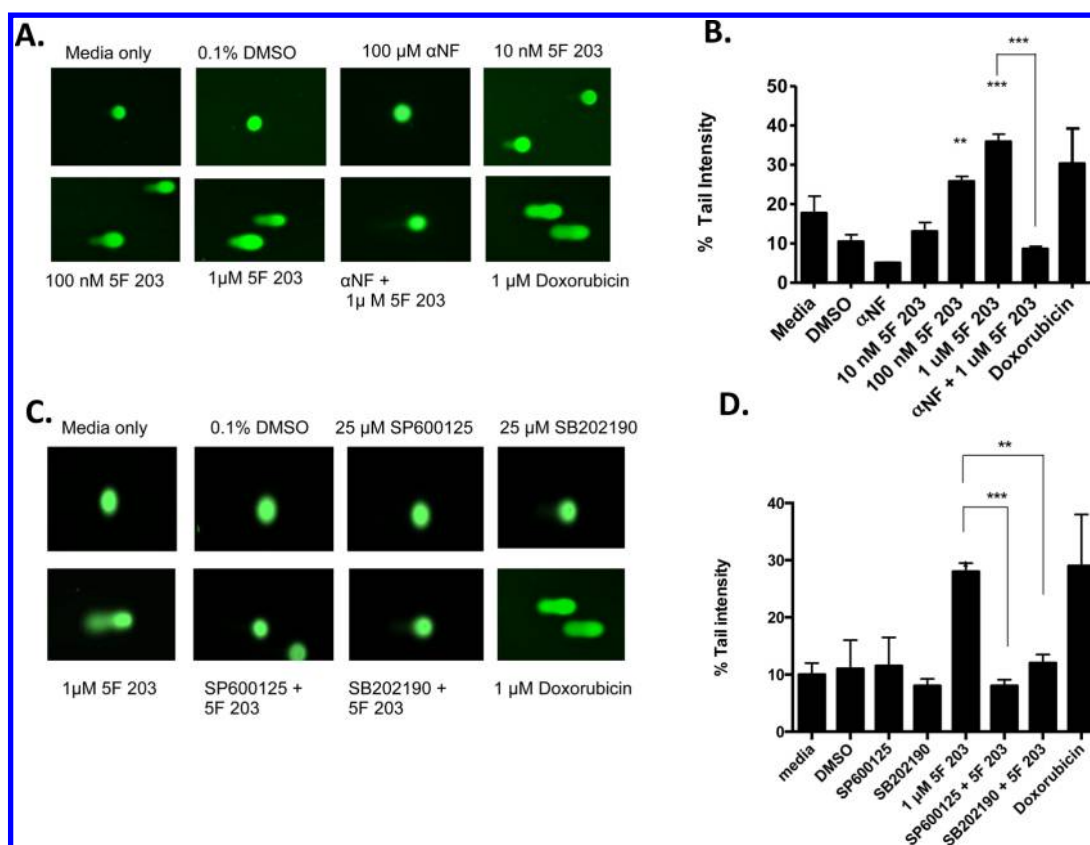 A.
Media only
0.1% DMSO
100 µM αNF
10 nM 5F 203
100 nM 5F 203
1µM 5F 203
αNF +
1µ M 5F 203
1 µM Doxorubicin
B.
***
***
**
% Tail Intensity
50
40
30
20
10
0
Media
DMSO
αNF
10 nM 5F 203
100 nM 5F 203
1 uM 5F 203
αNF + 1 uM 5F 203
Doxorubicin
C.
Media only
0.1% DMSO
25 µM SP600125
25 µM SB202190
1µM 5F 203
SP600125 +
5F 203
SB202190 +
5F 203
1 µM Doxorubicin
D.
**
***
% Tail intensity
40
30
20
10
0
media
DMSO
SP600125
SB202190
1 µM 5F 203
SP600125 + 5F 203
SB202190 + 5F 203
Doxorubicin